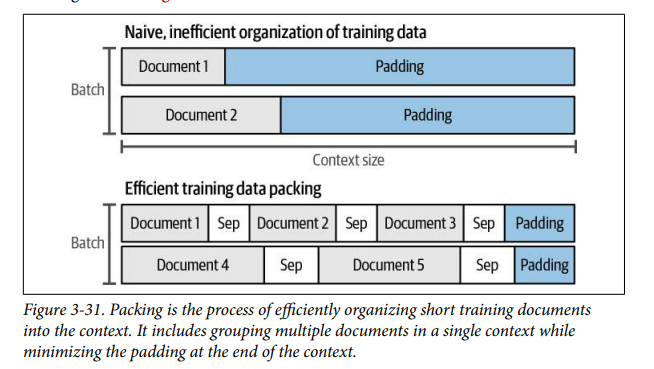 Naive, inefficient organization of training data
Document 1 Padding
Batch
Document 2 Padding
Context size
Efficient training data packing
Document 1 Sep Document 2 Sep Document 3 Sep Padding
Batch
Document 4 Sep Document 5 Sep Padding
Figure 3-31. Packing is the process of efficiently organizing short training documents
into the context. It includes grouping multiple documents in a single context while
minimizing the padding at the end of the context.